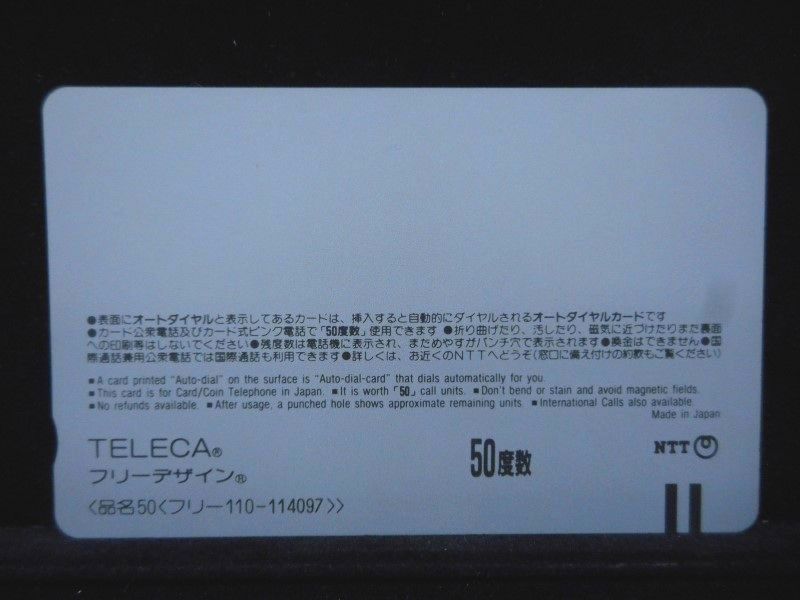 ●表面にオートダイヤルと表示してあるカードは、挿入すると自動的にダイヤルされるオートダイヤルカードです
●カード公衆電話及びカード式ピンク電話で「50度数」使用できます ●折り曲げたり、汚したり、磁気に近づけたりまた裏面
への印刷等はしないでください ●残度数は電話機に表示され、まためやすがパンチ穴で表示されます ●換金はできません ●国
際通話兼用公衆電話では国際通話も利用できます ●詳しくは、お近くのNTTへどうぞ(窓口に備え付けの約款もご覧ください)
■A card printed "Auto-dial" on the surface is "Auto-dial-card" that dials automatically for you.
■This card is for Card/Coin Telephone in Japan. ■It is worth「50」call units. ■Don't bend or stain and avoid magnetic fields.
■No refunds available. ■After usage, a punched hole shows approximate remaining units. ■International Calls also available.
Made in Japan
TELECA®
フリーデザイン®
50度数
NTT
〈品名50〈フリー110-114097〉〉